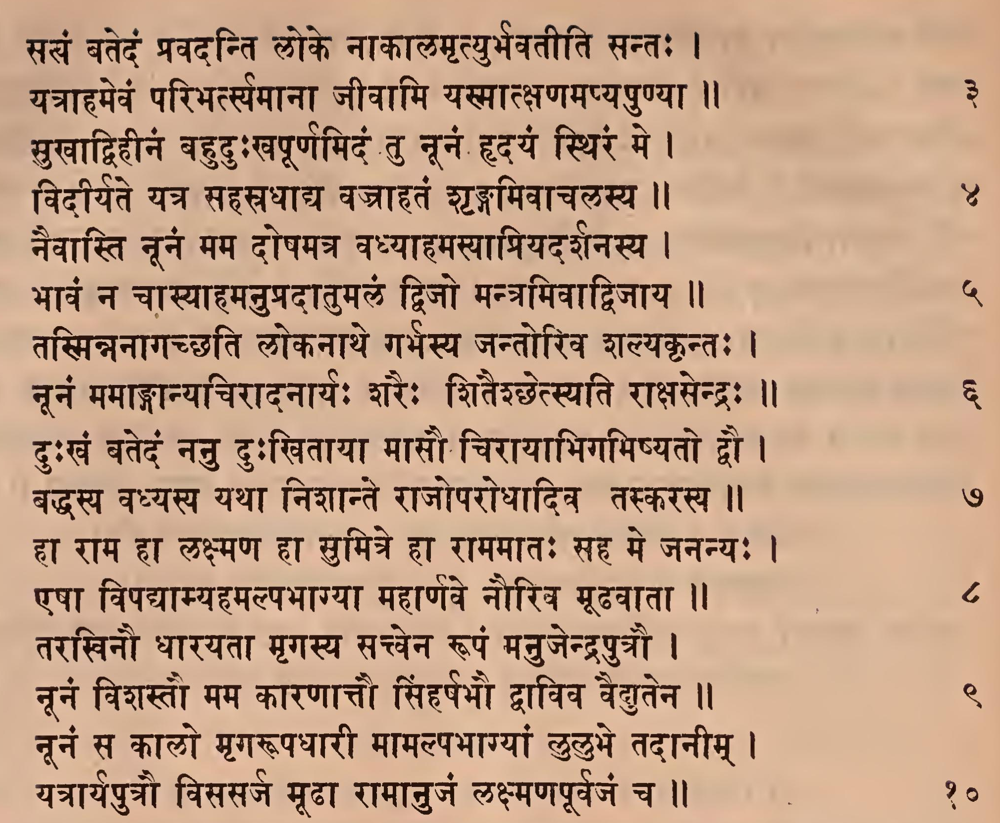 सत्यं बतेदं प्रवदन्ति लोके नाकालमृत्युर्भवतीति सन्तः ।
यत्राहमेवं परिभर्त्स्यमाना जीवामि यस्मात्क्षणमप्यपुण्या ॥ ३
सुखाद्विहीनं बहुदुःखपूर्णमिदं तु नूनं हृदयं स्थिरं मे ।
विदीर्यते यत्र सहस्रधाद्य वज्राहतं शृङ्गमिवाचलस्य ॥ ४
नैवास्ति नूनं मम दोषमत्र वध्याहमस्याप्रियदर्शनस्य ।
भावं न चास्याहमनुप्रदातुमलं द्विजो मन्त्रमिवाद्विजाय ॥ ५
तस्मिन्ननागच्छति लोकनाथे गर्भस्य जन्तोरिव शल्यकृन्तः ।
नूनं ममाङ्गान्यचिरादनार्यः शरैः शितैश्छेत्स्यति राक्षसेन्द्रः ॥ ६
दुःखं बतेदं ननु दुःखिताया मासौ चिरायाभिगमिष्यतो द्वौ ।
बद्धस्य वध्यस्य यथा निशान्ते राजोपरोधादिव तस्करस्य ॥ ७
हा राम हा लक्ष्मण हा सुमित्रे हा राममातः सह मे जनन्यः ।
एषा विपद्याम्यहमल्पभाग्या महार्णवे नौरिव मूढवाता ॥ ८
तरस्विनौ धारयता मृगस्य सत्त्वेन रूपं मनुजेन्द्रपुत्रौ ।
नूनं विशस्तौ मम कारणात्तौ सिंहर्षभौ द्वाविव वैद्युतेन ॥ ९
नूनं स कालो मृगरूपधारी मामल्पभाग्यां लुलुभे तदानीम् ।
यत्रार्यपुत्रौ विससर्ज मूढा रामानुजं लक्ष्मणपूर्वजं च ॥ १०